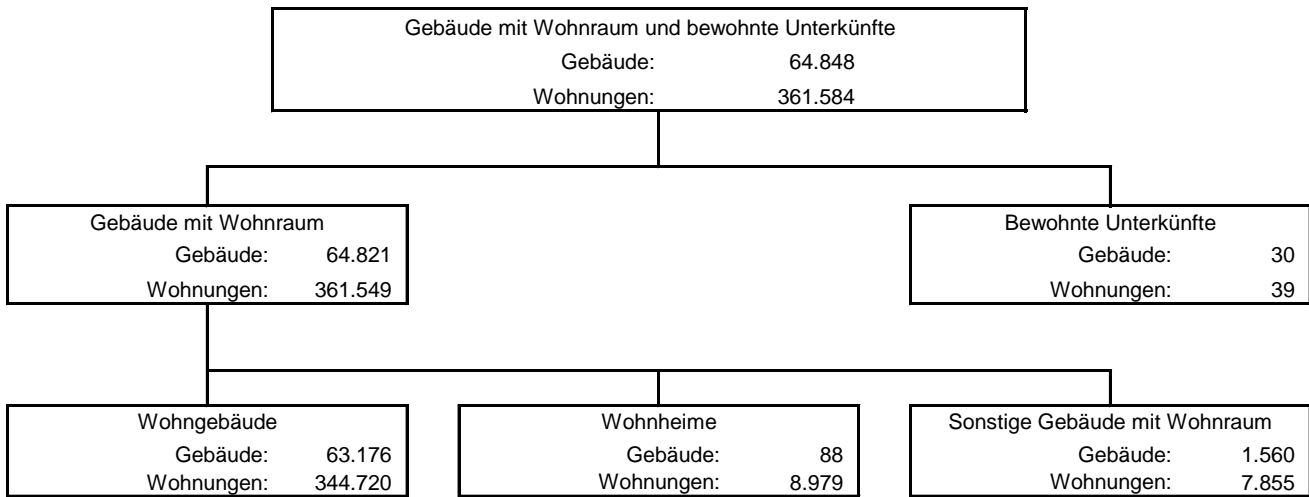 Gebäude mit Wohnraum und bewohnte Unterkünfte
Gebäude: 64.848
Wohnungen: 361.584
Gebäude mit Wohnraum
Gebäude: 64.821
Wohnungen: 361.549
Bewohnte Unterkünfte
Gebäude: 30
Wohnungen: 39
Wohngebäude
Gebäude: 63.176
Wohnungen: 344.720
Wohnheime
Gebäude: 88
Wohnungen: 8.979
Sonstige Gebäude mit Wohnraum
Gebäude: 1.560
Wohnungen: 7.855